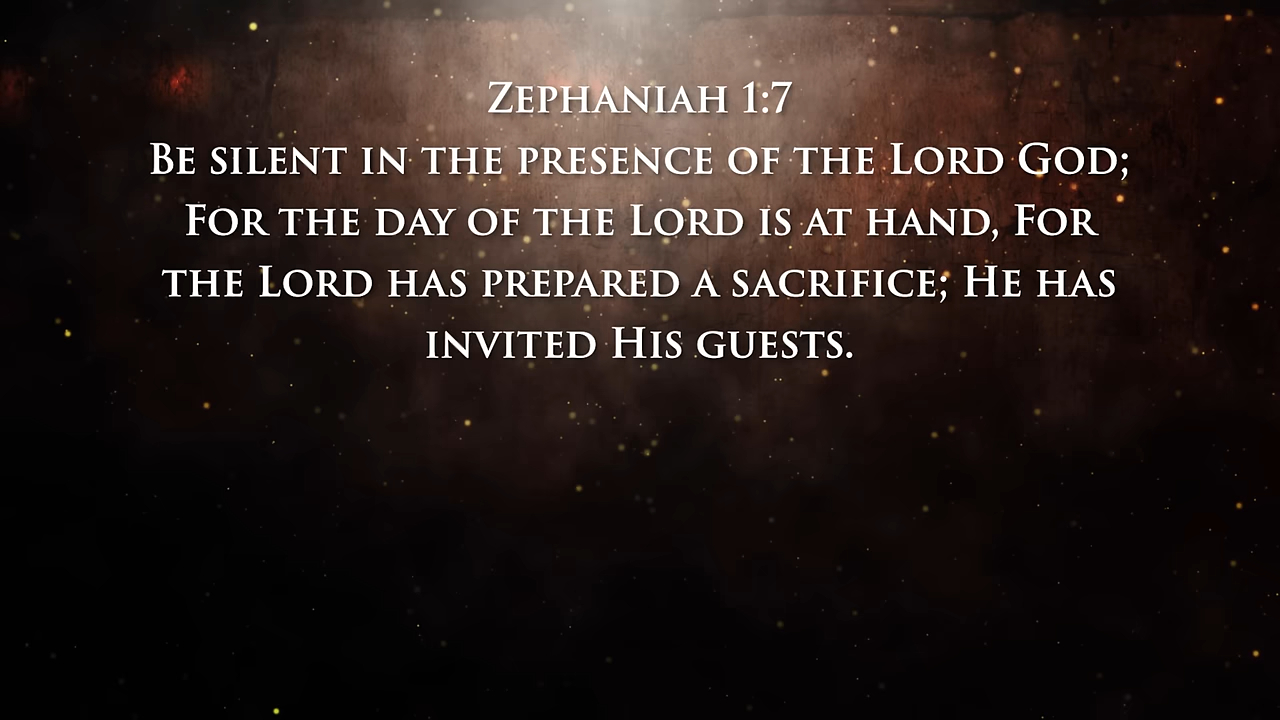 Zephaniah 1:7
Be silent in the presence of the Lord God;
For the day of the Lord is at hand, For
the Lord has prepared a sacrifice; He has
invited His guests.